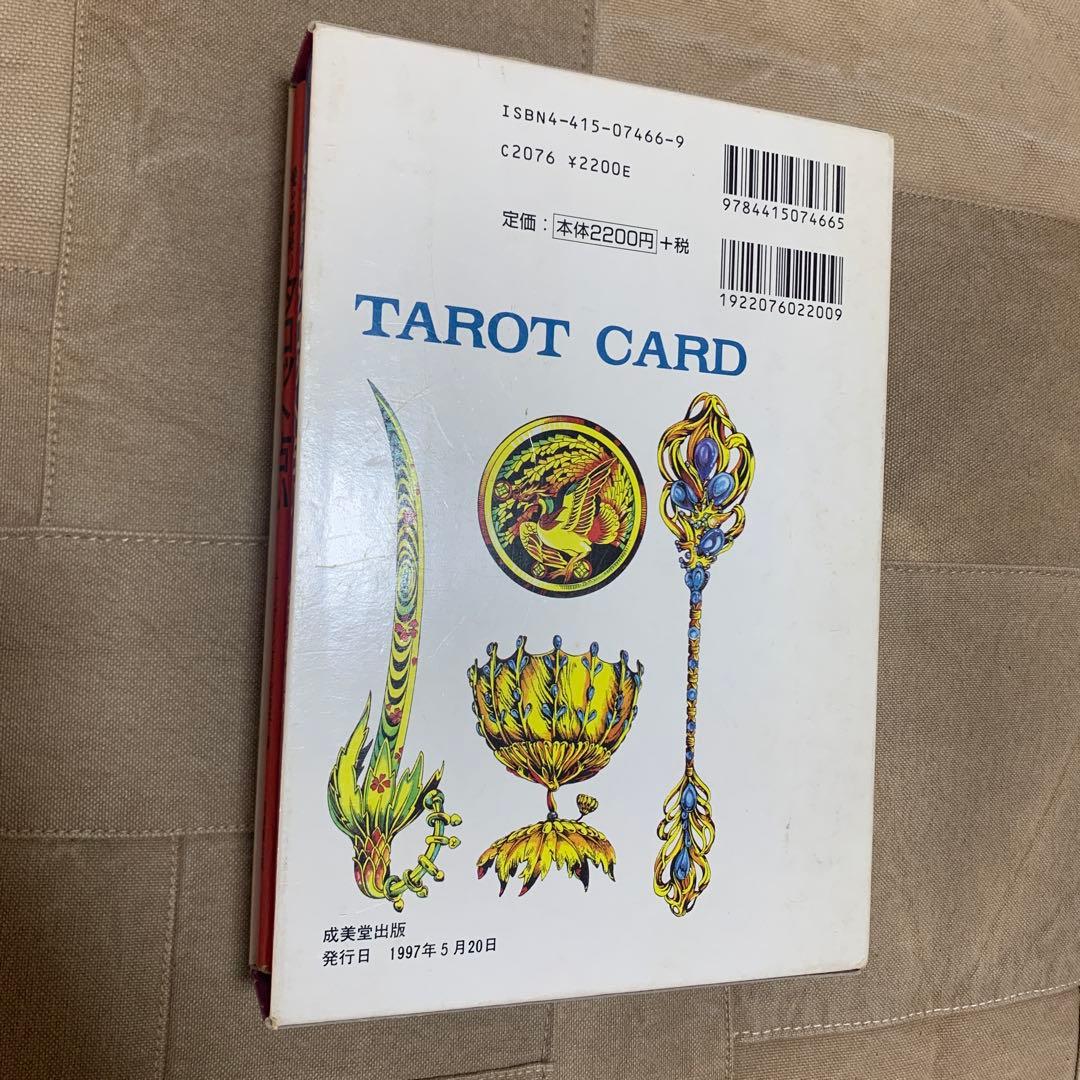 ISBN4-415-07466-9
C2076 ¥2200E
9784415074665
定価：本体2200円+税
1922076022009
TAROT CARD
成美堂出版
発行日 1997年5月20日